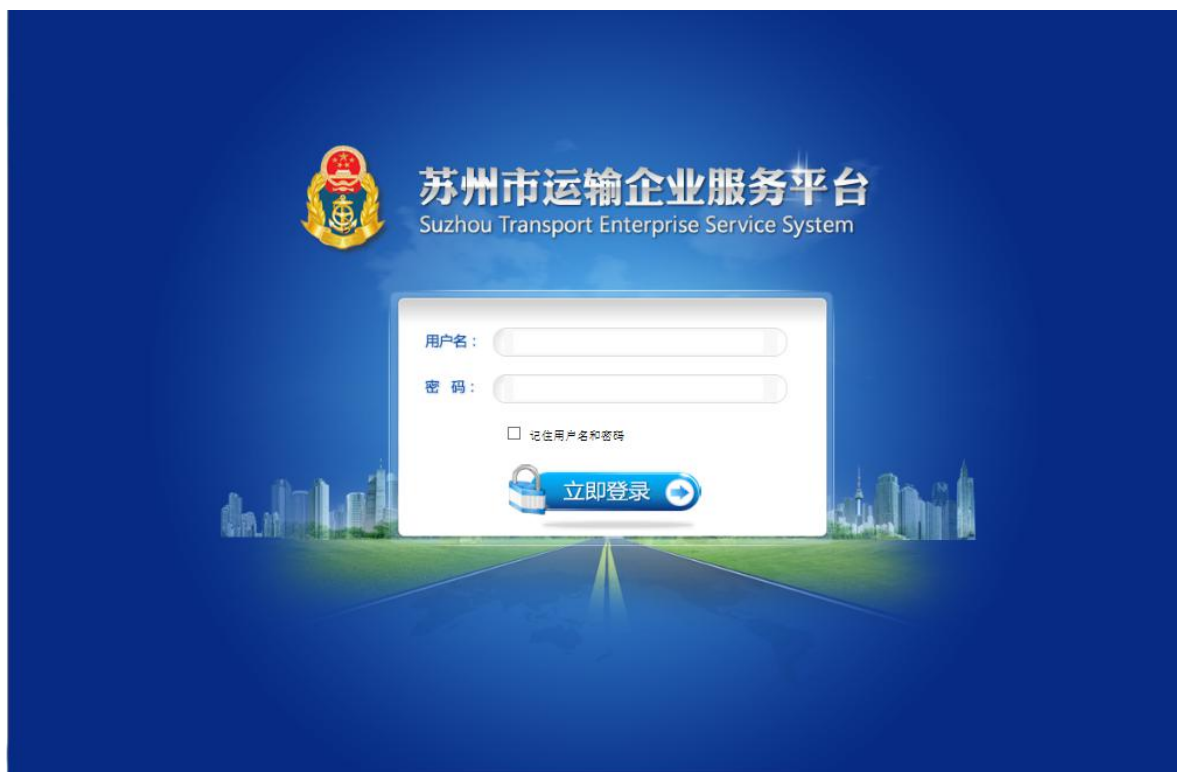 苏州市运输企业服务平台
Suzhou Transport Enterprise Service System
用户名：
密 码：
记住用户名和密码
立即登录